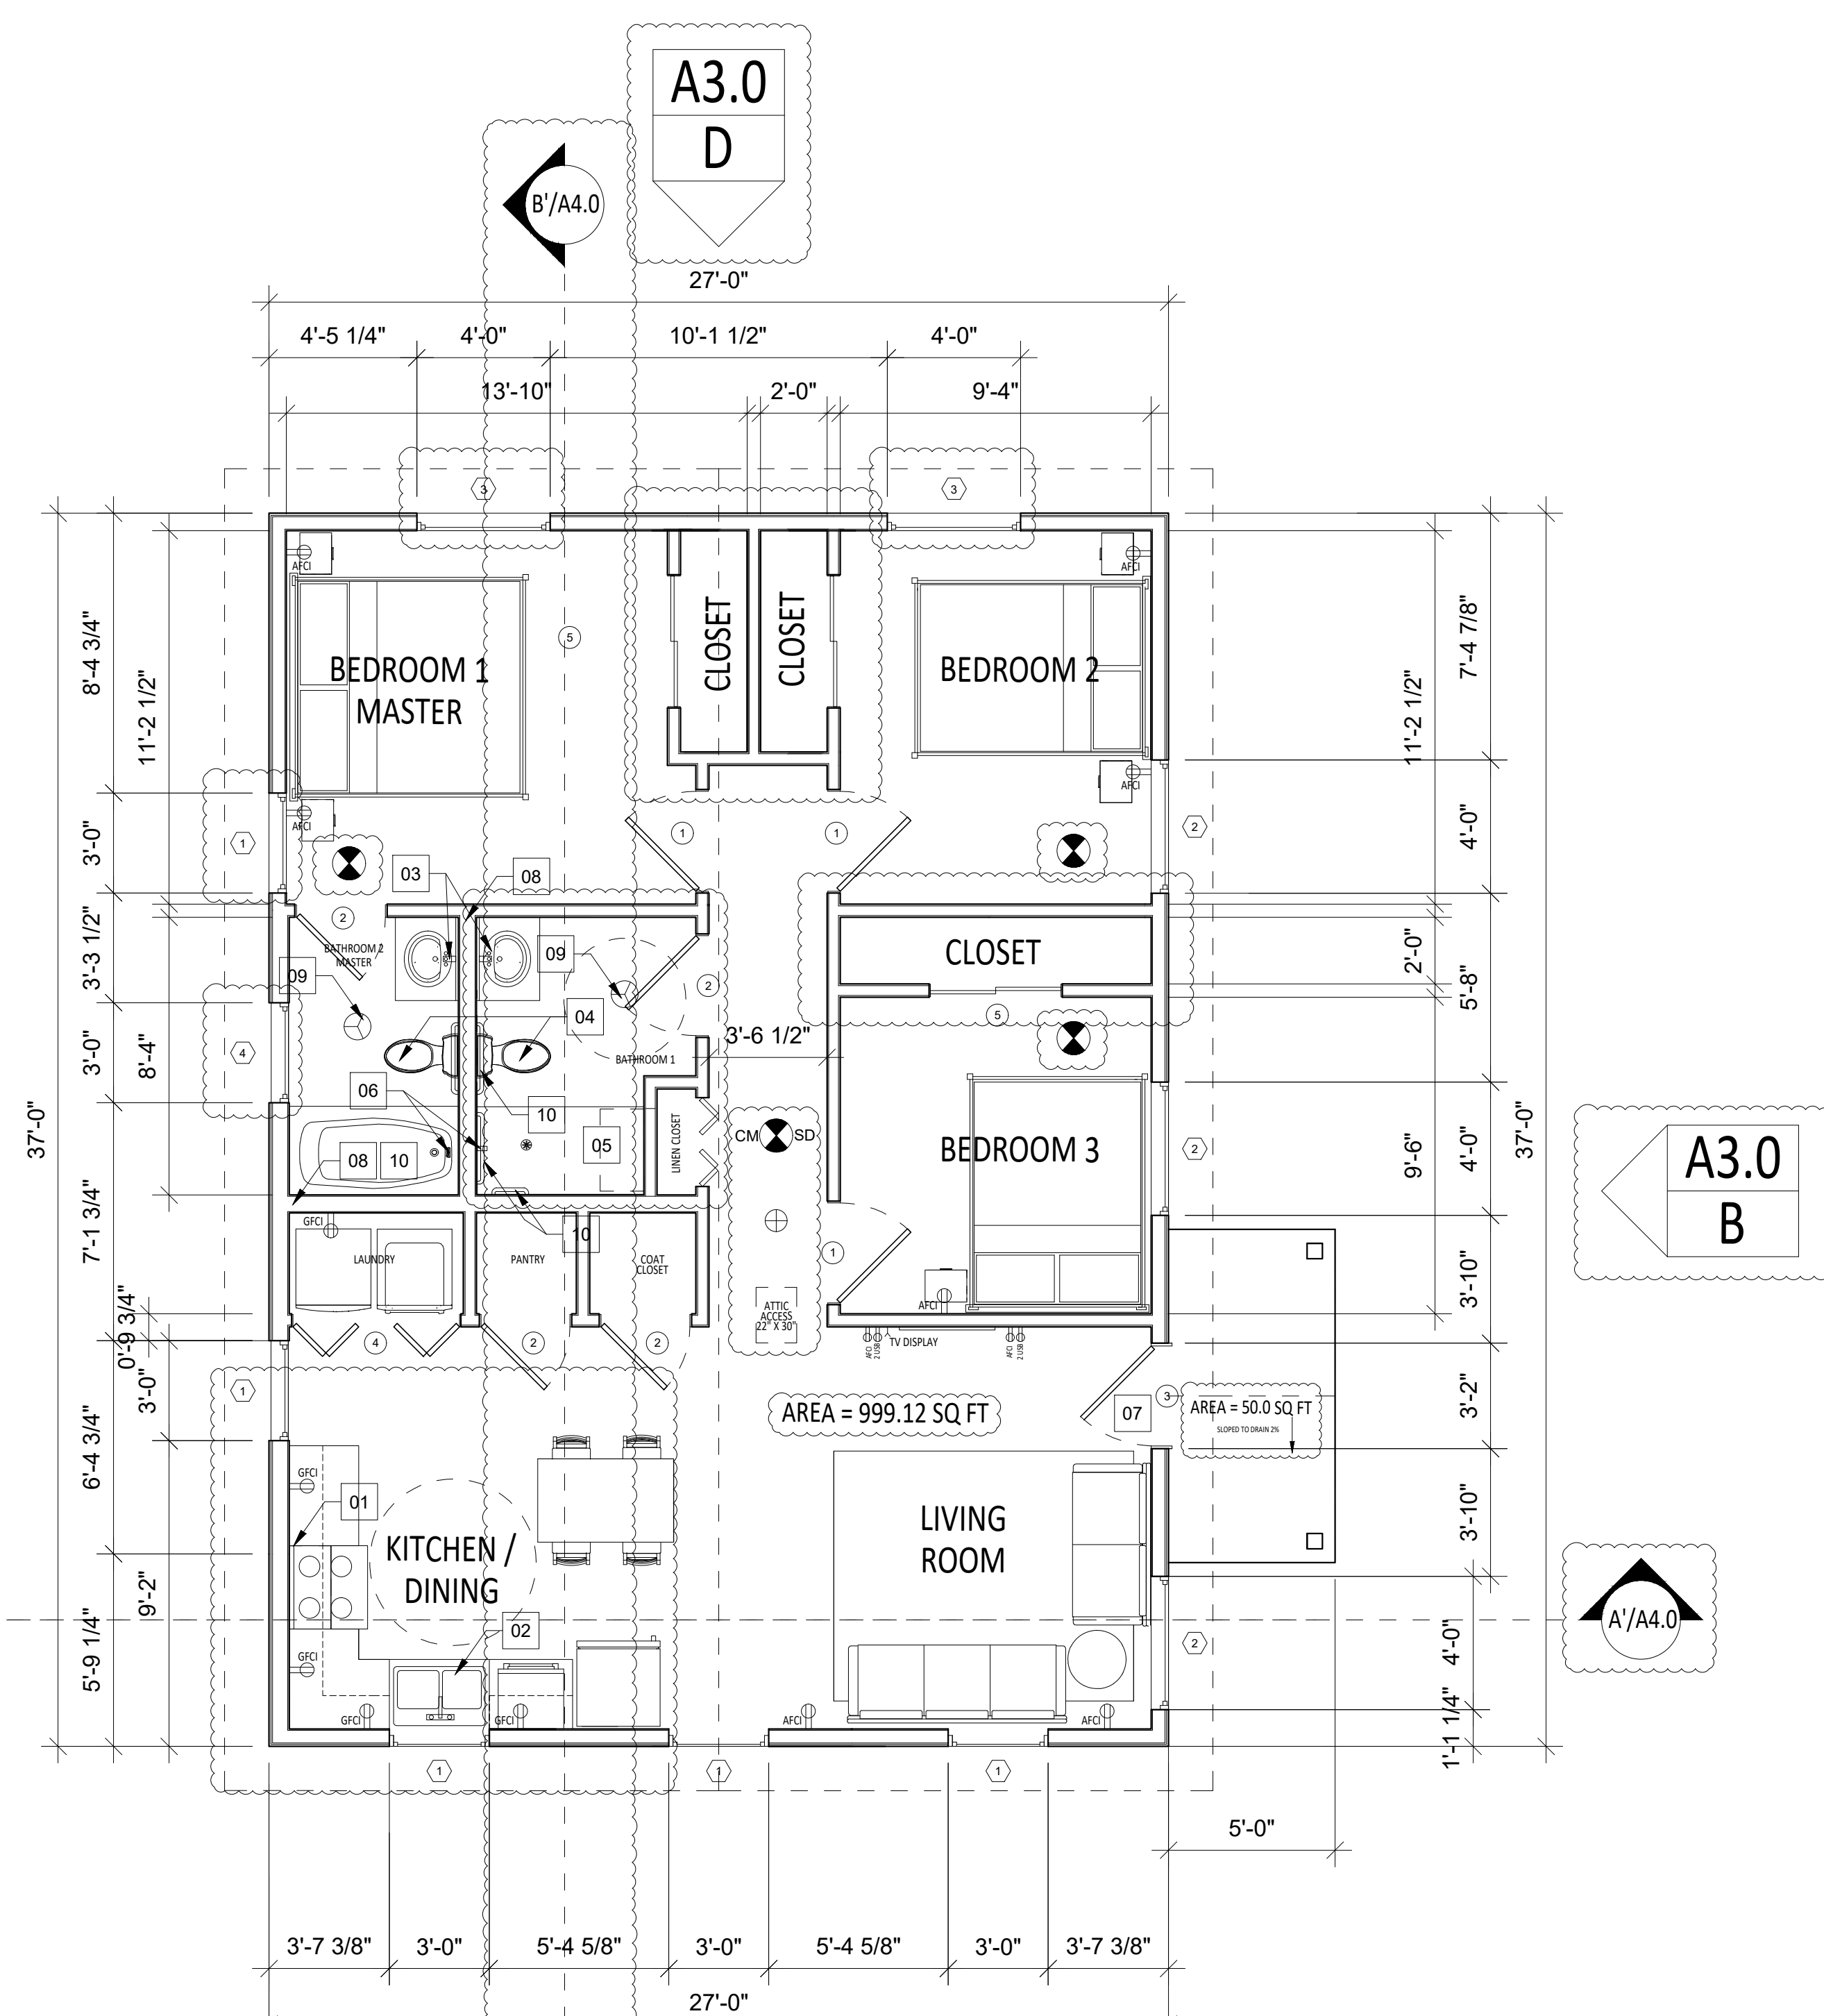 A3.0
D
B'/A4.0
27'-0"
4'-5 1/4"
4'-0"
10'-1 1/2"
4'-0"
13'-10"
2'-0"
9'-4"
3
3
AFCI
AFCI
5
CLOSET
CLOSET
BEDROOM 1
MASTER
BEDROOM 2
8'-4 3/4"
11'-2 1/2"
7'-4 7/8"
11'-2 1/2"
AFCI
AFCI
1
3'-0"
1
1
2
4'-0"
03
08
2
BATHROOM 2
MASTER
09
09
3'-3 1/2"
CLOSET
2'-0"
5'-8"
2
04
5
4
3'-0"
8'-4"
3'-6 1/2"
BATHROOM 1
06
10
05
LINEN CLOSET
CM
SD
BEDROOM 3
2
9'-6"
4'-0"
37'-0"
37'-0"
A3.0
B
08
10
7'-1 3/4"
GFCI
10
LAUNDRY
PANTRY
COAT
CLOSET
1
3'-10"
ATTIC
ACCESS
22" X 30"
AFCI
0'-9 3/4"
4
2
2
AFCI
2 USB
TV DISPLAY
AFCI
2 USB
1
3'-0"
AREA = 999.12 SQ FT
07
3
AREA = 50.0 SQ FT
SLOPED TO DRAIN 2%
3'-2"
6'-4 3/4"
GFCI
01
KITCHEN /
DINING
LIVING
ROOM
3'-10"
9'-2"
5'-9 1/4"
02
GFCI
2
4'-0"
A'/A4.0
GFCI
GFCI
AFCI
AFCI
1'-1 1/4"
1
1
1
5'-0"
3'-7 3/8"
3'-0"
5'-4 5/8"
3'-0"
5'-4 5/8"
3'-0"
3'-7 3/8"
27'-0"